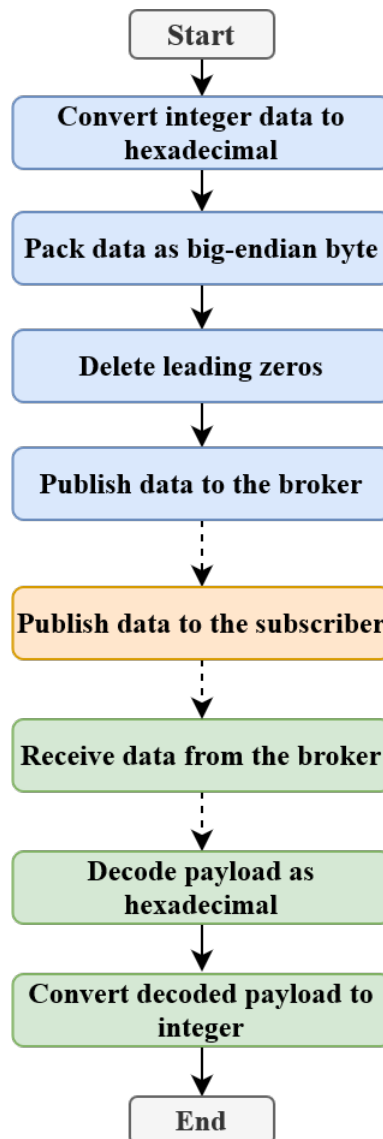 Start
Convert integer data to
hexadecimal
Pack data as big-endian byte
Delete leading zeros
Publish data to the broker
Publish data to the subscriber
Receive data from the broker
Decode payload as
hexadecimal
Convert decoded payload to
integer
End